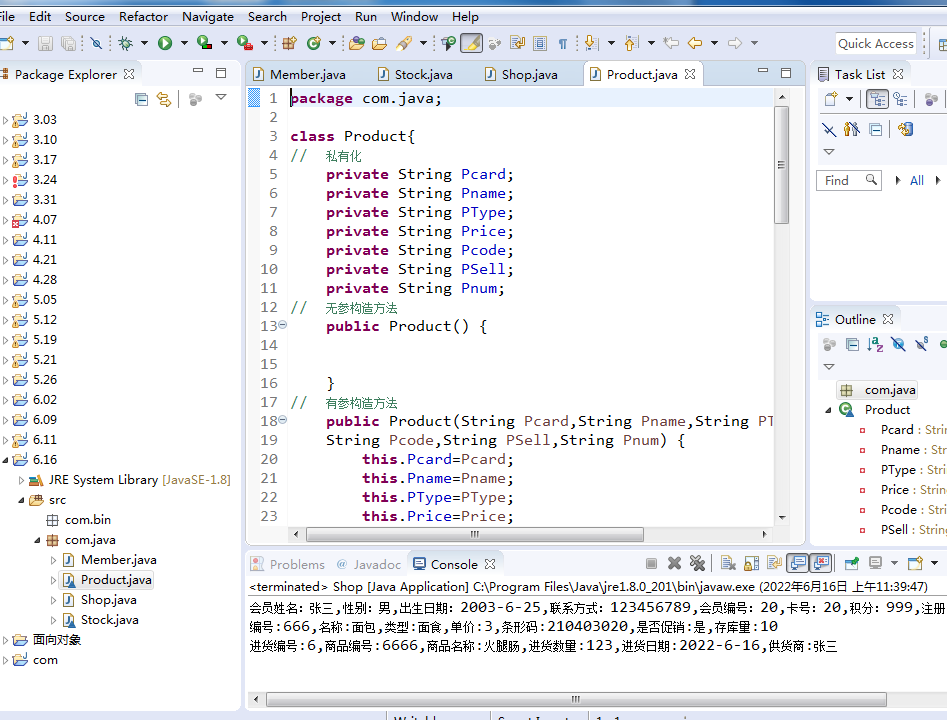 File Edit Source Refactor Navigate Search Project Run Window Help
Quick Access
Package Explorer
3.03
3.10
3.17
3.24
3.31
4.07
4.11
4.21
4.28
5.05
5.12
5.19
5.21
5.26
6.02
6.09
6.11
6.16
JRE System Library [JavaSE-1.8]
src
com.bin
com.java
Member.java
Product.java
Shop.java
Stock.java
面向对象
com
Member.java Stock.java Shop.java Product.java
1 package com.java;
2
3 class Product{
4 // 私有化
5 private String Pcard;
6 private String Pname;
7 private String PType;
8 private String Price;
9 private String Pcode;
10 private String PSell;
11 private String Pnum;
12 // 无参构造方法
13 public Product() {
14
15
16 }
17 // 有参构造方法
18 public Product(String Pcard,String Pname,String PT
19 String Pcode,String PSell,String Pnum) {
20 this.Pcard=Pcard;
21 this.Pname=Pname;
22 this.PType=PType;
23 this.Price=Price;
Task List
Find All
Outline
com.java
Product
Pcard : Strin
Pname : Str
PType : Strin
Price : String
Pcode : Stri
PSell : String
Problems @ Javadoc Console
<terminated> Shop [Java Application] C:\Program Files\Java\jre1.8.0_201\bin\javaw.exe (2022年6月16日 上午11:39:47)
会员姓名: 张三,性别: 男,出生日期: 2003-6-25,联系方式: 123456789,会员编号: 20,卡号: 20,积分: 999,注册
编号:666,名称:面包,类型:面食,单价:3,条形码:210403020,是否促销:是,存库量:10
进货编号:6,商品编号:6666,商品名称:火腿肠,进货数量:123,进货日期:2022-6-16,供货商:张三